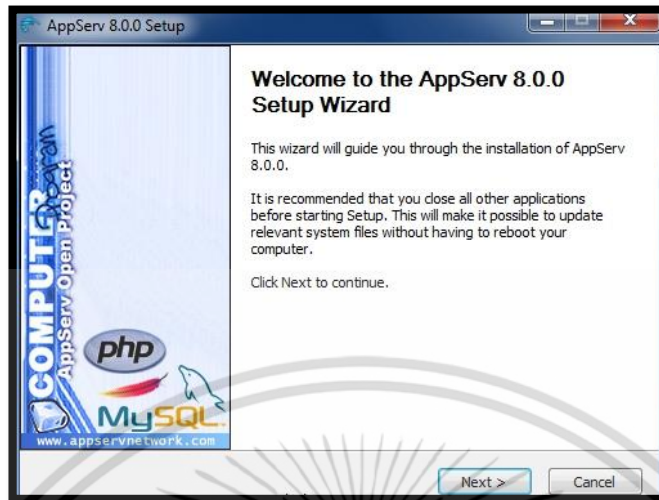 AppServ 8.0.0 Setup
Welcome to the AppServ 8.0.0
Setup Wizard
This wizard will guide you through the installation of AppServ
8.0.0.
It is recommended that you close all other applications
before starting Setup. This will make it possible to update
relevant system files without having to reboot your
computer.
Click Next to continue.
COMPUTER
Program
AppServ Open Project
php
MySQL
www.appservnetwork.com
Next >
Cancel